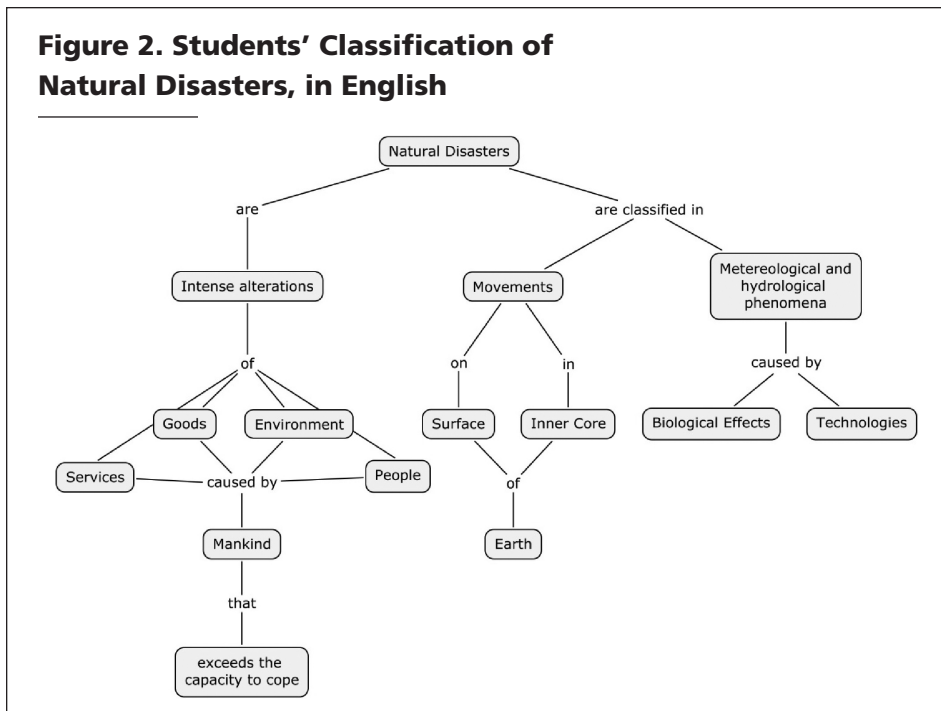 Figure 2. Students’ Classification of
Natural Disasters, in English
Natural Disasters
are
are classified in
Intense alterations
Movements
Metereological and
hydrological
phenomena
of
on
in
caused by
Goods
Environment
Surface
Inner Core
Biological Effects
Technologies
Services
caused by
People
of
Mankind
Earth
that
exceeds the
capacity to cope